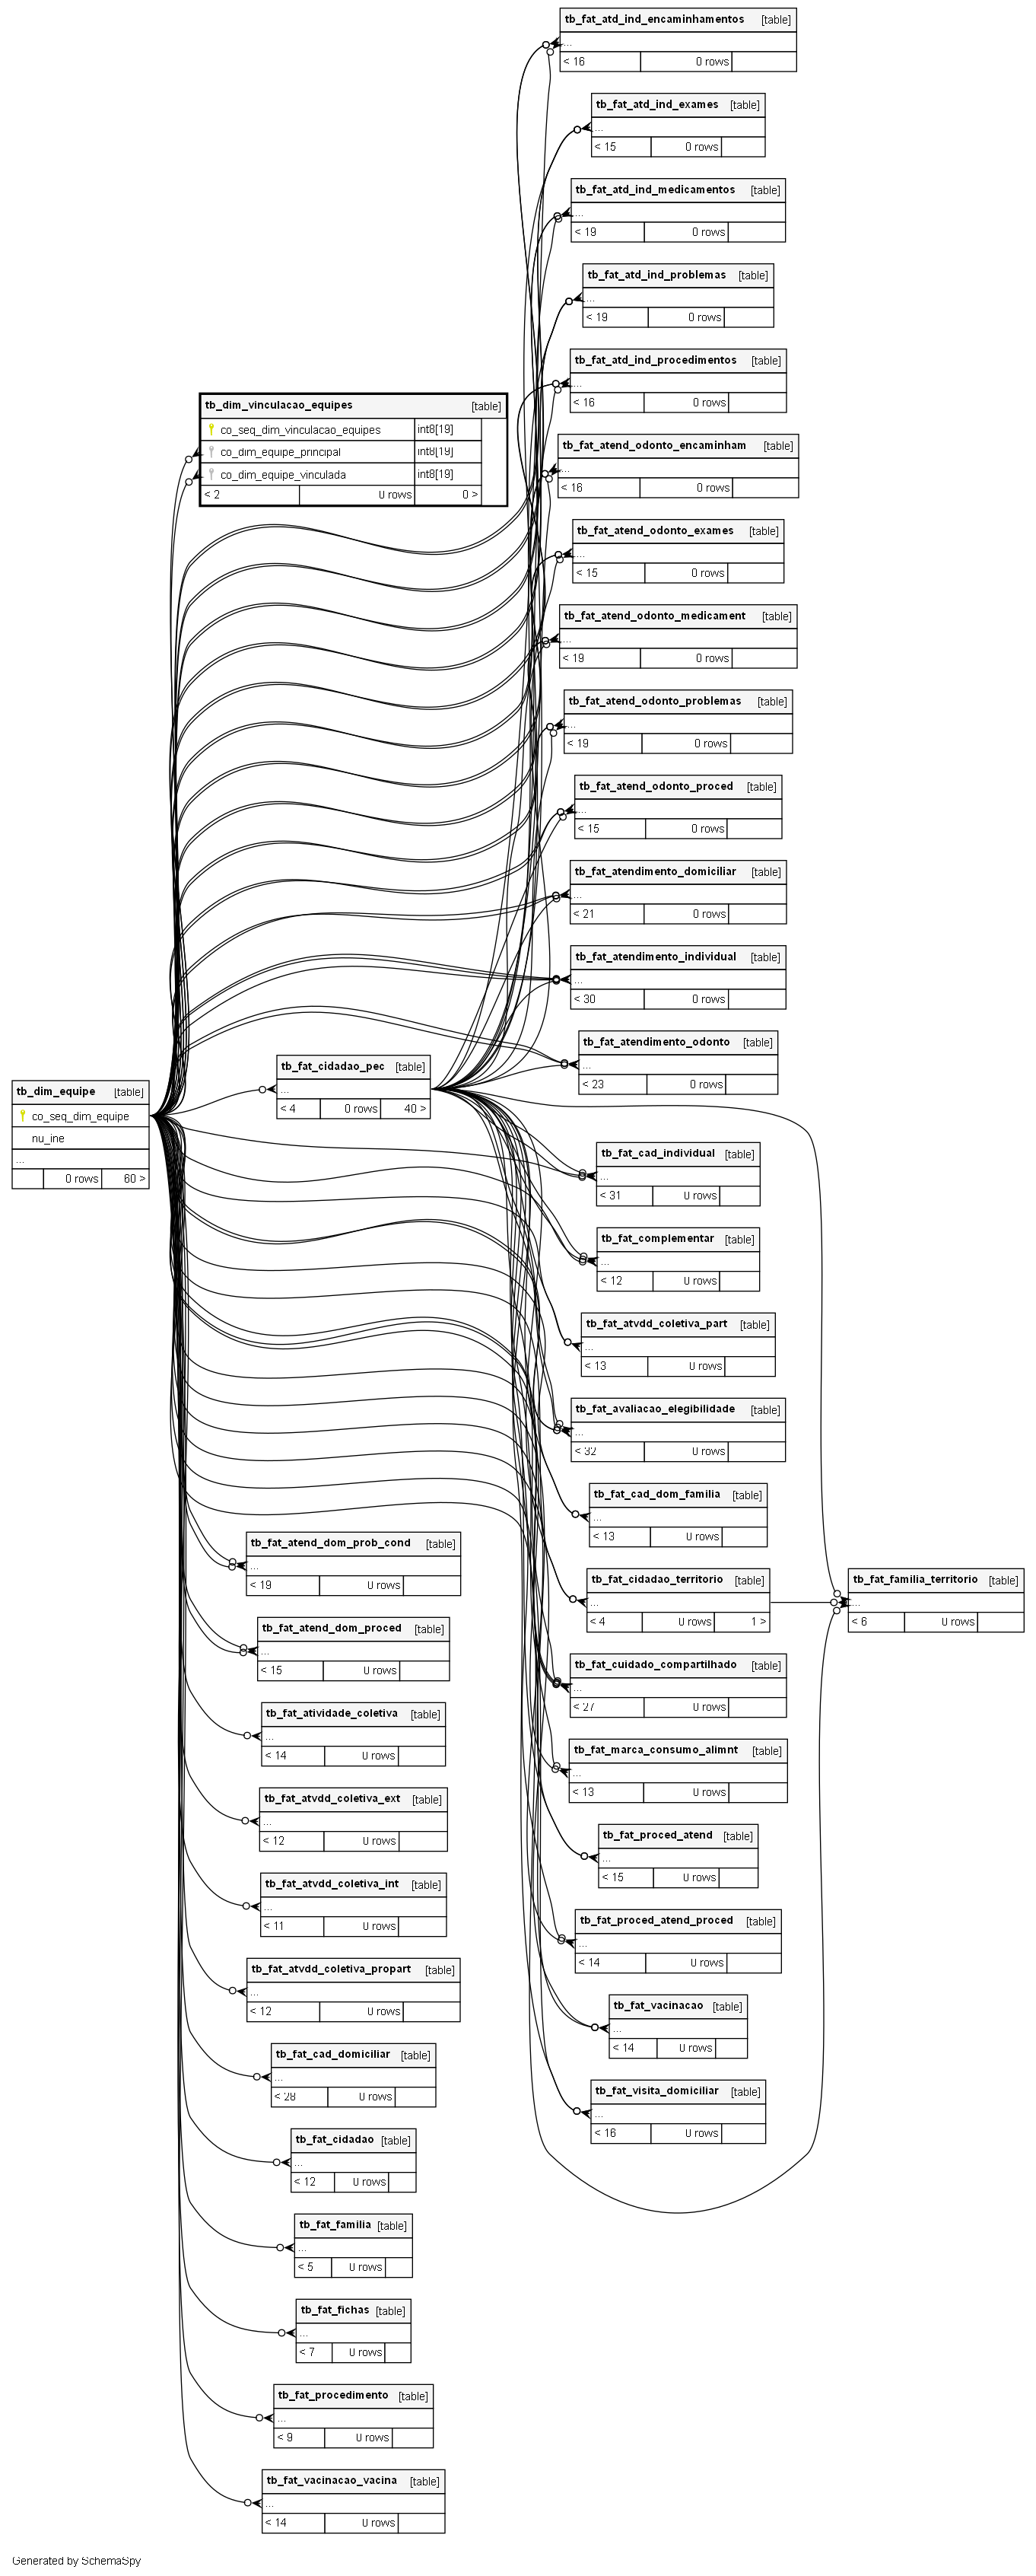 tb_fat_atd_ind_encaminhamentos [table]
...
< 16 0 rows
tb_fat_atd_ind_exames [table]
...
< 15 0 rows
tb_fat_atd_ind_medicamentos [table]
...
< 19 0 rows
tb_fat_atd_ind_problemas [table]
...
< 19 0 rows
tb_fat_atd_ind_procedimentos [table]
...
< 16 0 rows
tb_dim_vinculacao_equipes [table]
co_seq_dim_vinculacao_equipes int8[19]
co_dim_equipe_principal int8[19]
co_dim_equipe_vinculada int8[19]
< 2 0 rows 0 >
tb_fat_atend_odonto_encaminham [table]
...
< 16 0 rows
tb_fat_atend_odonto_exames [table]
...
< 15 0 rows
tb_fat_atend_odonto_medicament [table]
...
< 19 0 rows
tb_fat_atend_odonto_problemas [table]
...
< 19 0 rows
tb_fat_atend_odonto_proced [table]
...
< 15 0 rows
tb_fat_atendimento_domiciliar [table]
...
< 21 0 rows
tb_fat_atendimento_individual [table]
...
< 30 0 rows
tb_fat_atendimento_odonto [table]
...
< 23 0 rows
tb_fat_cidadao_pec [table]
...
< 4 0 rows 40 >
tb_dim_equipe [table]
co_seq_dim_equipe
nu_ine
...
0 rows 60 >
tb_fat_cad_individual [table]
...
< 31 0 rows
tb_fat_complementar [table]
...
< 12 0 rows
tb_fat_atvdd_coletiva_part [table]
...
< 13 0 rows
tb_fat_avaliacao_elegibilidade [table]
...
< 32 0 rows
tb_fat_cad_dom_familia [table]
...
< 13 0 rows
tb_fat_atend_dom_prob_cond [table]
...
< 19 0 rows
tb_fat_cidadao_territorio [table]
...
< 4 0 rows 1 >
tb_fat_familia_territorio [table]
...
< 6 0 rows
tb_fat_atend_dom_proced [table]
...
< 15 0 rows
tb_fat_cuidado_compartilhado [table]
...
< 27 0 rows
tb_fat_atividade_coletiva [table]
...
< 14 0 rows
tb_fat_marca_consumo_alimnt [table]
...
< 13 0 rows
tb_fat_atvdd_coletiva_ext [table]
...
< 12 0 rows
tb_fat_proced_atend [table]
...
< 15 0 rows
tb_fat_atvdd_coletiva_int [table]
...
< 11 0 rows
tb_fat_proced_atend_proced [table]
...
< 14 0 rows
tb_fat_atvdd_coletiva_propart [table]
...
< 12 0 rows
tb_fat_vacinacao [table]
...
< 14 0 rows
tb_fat_cad_domiciliar [table]
...
< 28 0 rows
tb_fat_visita_domiciliar [table]
...
< 16 0 rows
tb_fat_cidadao [table]
...
< 12 0 rows
tb_fat_familia [table]
...
< 5 0 rows
tb_fat_fichas [table]
...
< 7 0 rows
tb_fat_procedimento [table]
...
< 9 0 rows
tb_fat_vacinacao_vacina [table]
...
< 14 0 rows
Generated by SchemaSpy